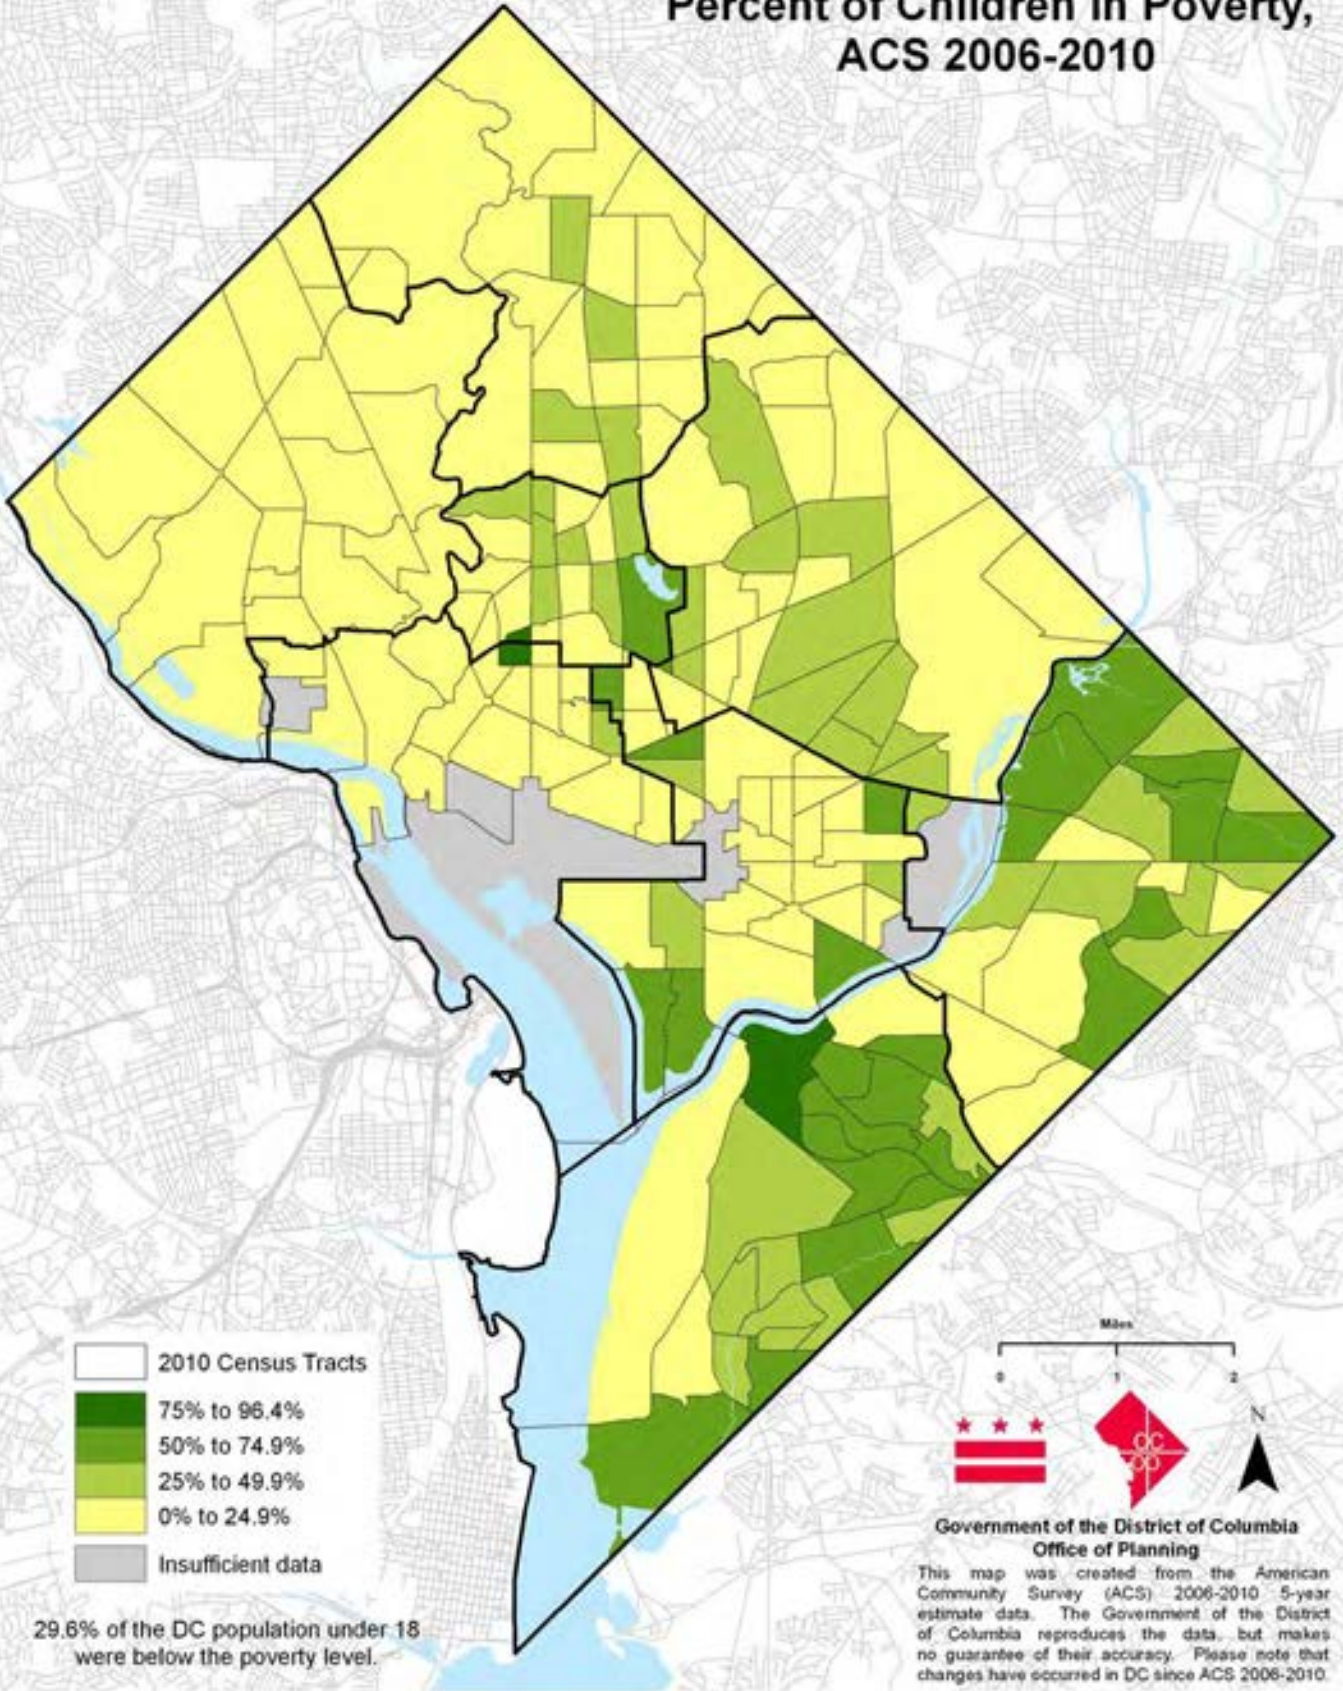 Percent of Children in Poverty,
ACS 2006-2010
2010 Census Tracts
75% to 96.4%
50% to 74.9%
25% to 49.9%
0% to 24.9%
Insufficient data
29.6% of the DC population under 18
were below the poverty level.
Miles
0 1 2
N
DC
OP
Government of the District of Columbia
Office of Planning
This map was created from the American
Community Survey (ACS) 2006-2010 5-year
estimate data. The Government of the District
of Columbia reproduces the data, but makes
no guarantee of their accuracy. Please note that
changes have occurred in DC since ACS 2006-2010.